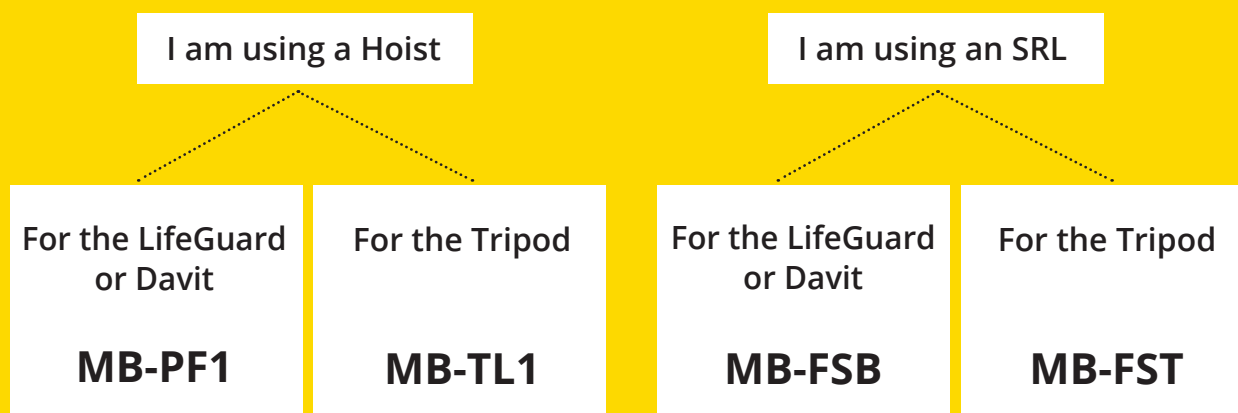 I am using a Hoist
For the LifeGuard
or Davit
MB-PF1
For the Tripod
MB-TL1
I am using an SRL
For the LifeGuard
or Davit
MB-FSB
For the Tripod
MB-FST